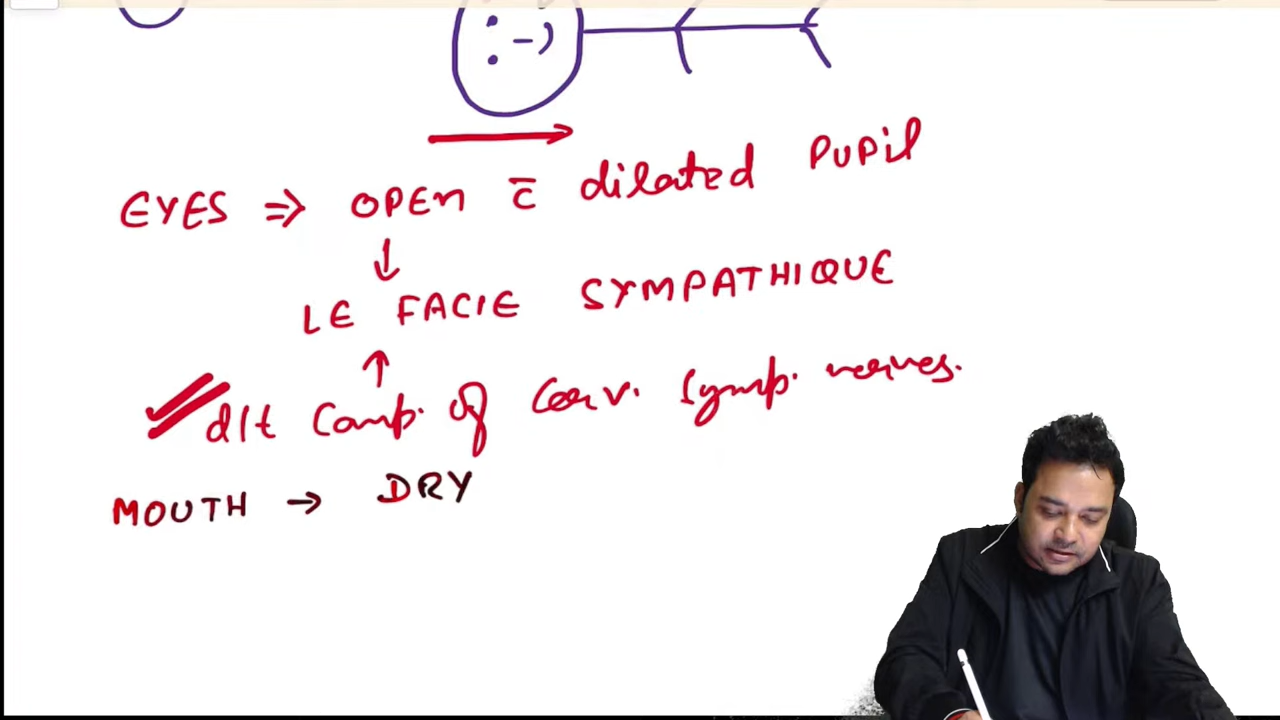 EYES ⇒ OPEN c̄ dilated PUPIL
↓
LE FACIE SYMPATHIQUE
↑
d/t Comp. of Cerv. Symp. nerves.
MOUTH → DRY